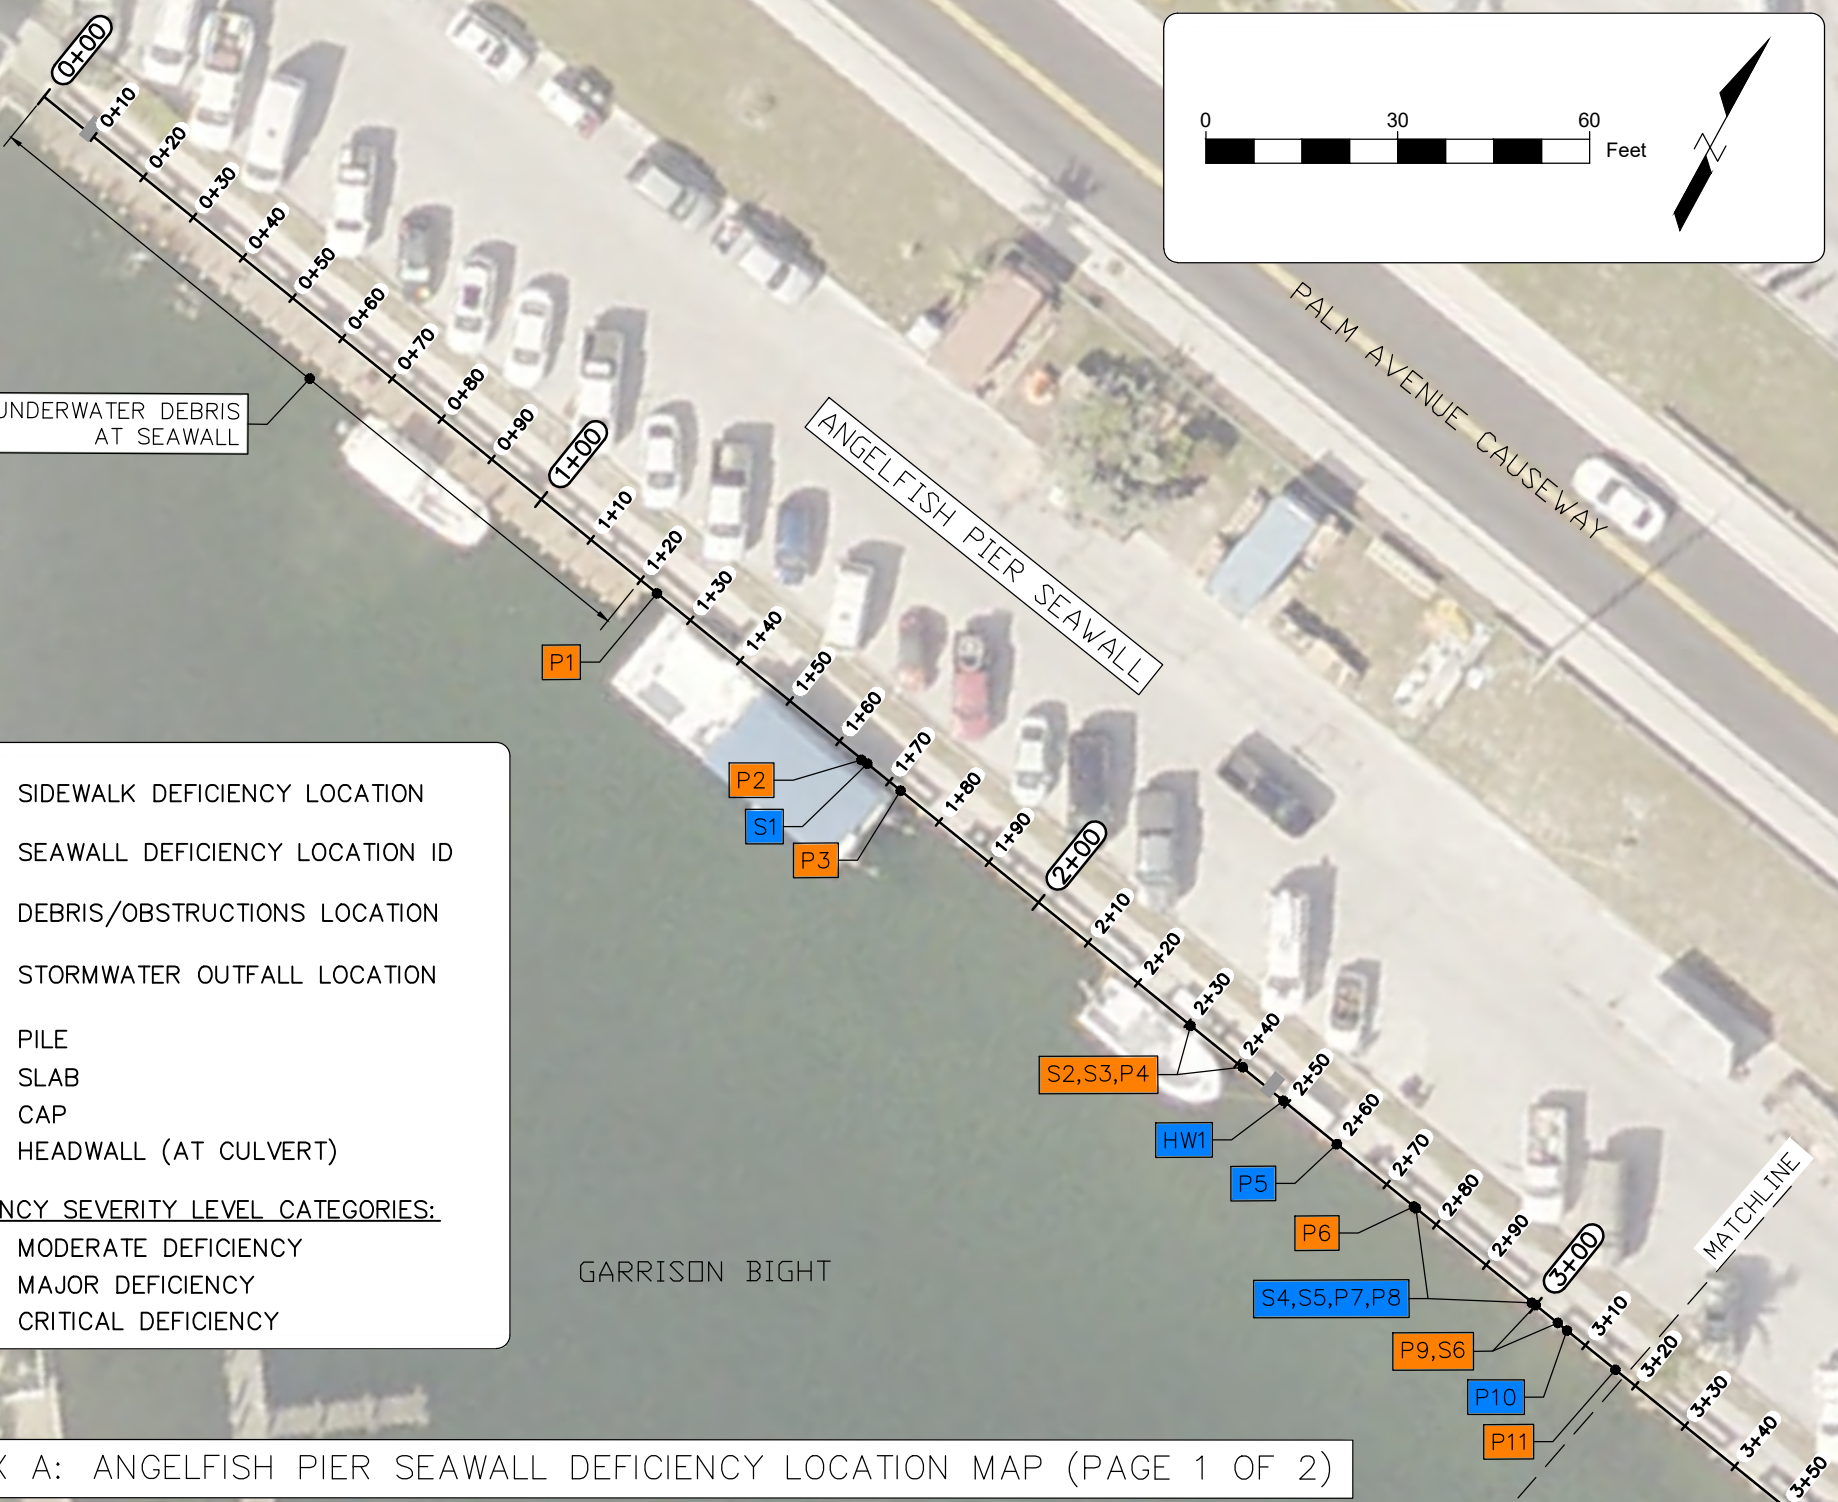 0+00
0+10
0+20
0+30
0+40
0+50
0+60
0+70
0+80
0+90
1+00
1+10
1+20
1+30
1+40
1+50
1+60
1+70
1+80
1+90
2+00
2+10
2+20
2+30
2+40
2+50
2+60
2+70
2+80
2+90
3+00
3+10
3+20
3+30
3+40
3+50
0 30 60
Feet
N
PALM AVENUE CAUSEWAY
ANGELFISH PIER SEAWALL
UNDERWATER DEBRIS
AT SEAWALL
P1
P2
S1
P3
S2,S3,P4
HW1
P5
P6
S4,S5,P7,P8
P9,S6
P10
P11
MATCHLINE
GARRISON BIGHT
SIDEWALK DEFICIENCY LOCATION
SEAWALL DEFICIENCY LOCATION ID
DEBRIS/OBSTRUCTIONS LOCATION
STORMWATER OUTFALL LOCATION
PILE
SLAB
CAP
HEADWALL (AT CULVERT)
NCY SEVERITY LEVEL CATEGORIES:
MODERATE DEFICIENCY
MAJOR DEFICIENCY
CRITICAL DEFICIENCY
X A: ANGELFISH PIER SEAWALL DEFICIENCY LOCATION MAP (PAGE 1 OF 2)